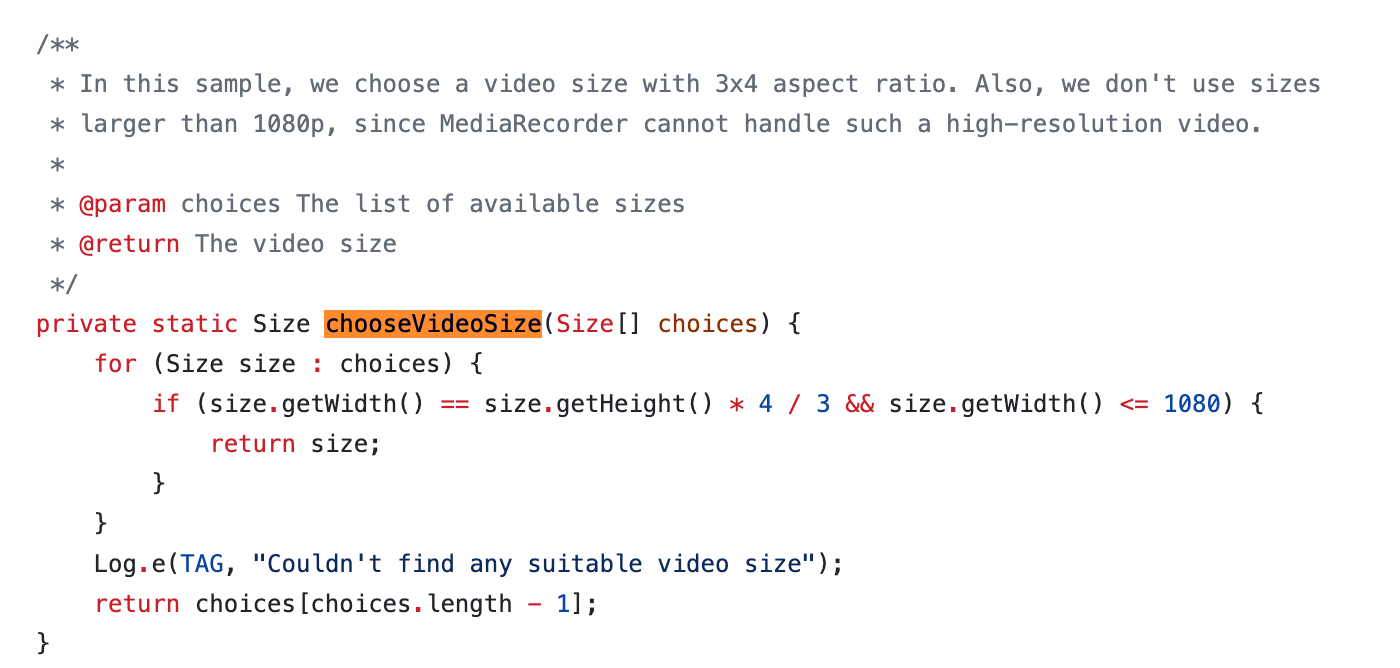 /**
 * In this sample, we choose a video size with 3x4 aspect ratio. Also, we don't use sizes
 * larger than 1080p, since MediaRecorder cannot handle such a high-resolution video.
 *
 * @param choices The list of available sizes
 * @return The video size
 */
private static Size chooseVideoSize(Size[] choices) {
    for (Size size : choices) {
        if (size.getWidth() == size.getHeight() * 4 / 3 && size.getWidth() <= 1080) {
            return size;
        }
    }
    Log.e(TAG, "Couldn't find any suitable video size");
    return choices[choices.length - 1];
}